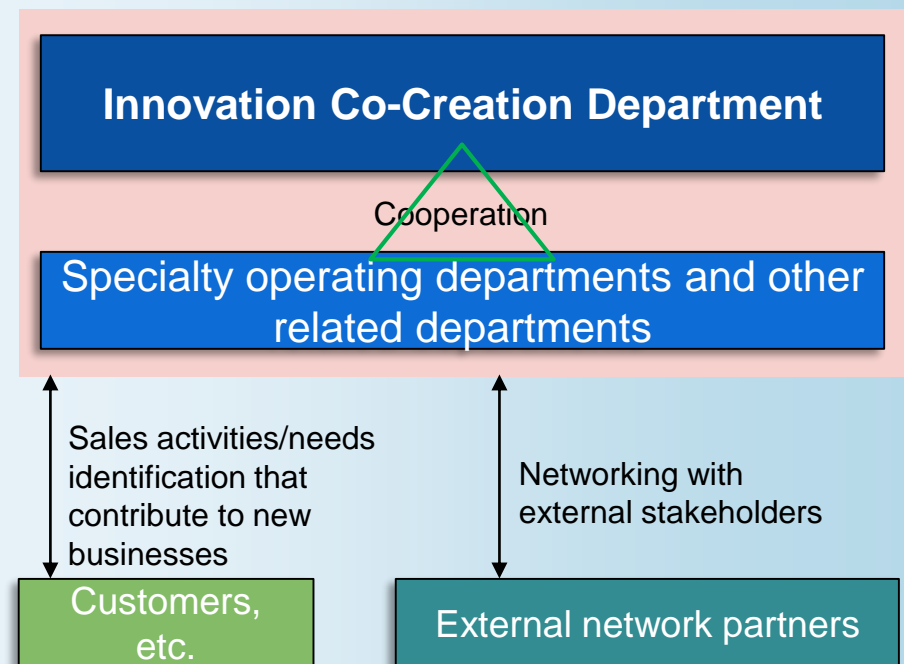 Innovation Co-Creation Department
Cooperation
Specialty operating departments and other
related departments
Sales activities/needs
identification that
contribute to new
businesses
Networking with
external stakeholders
Customers,
etc.
External network partners